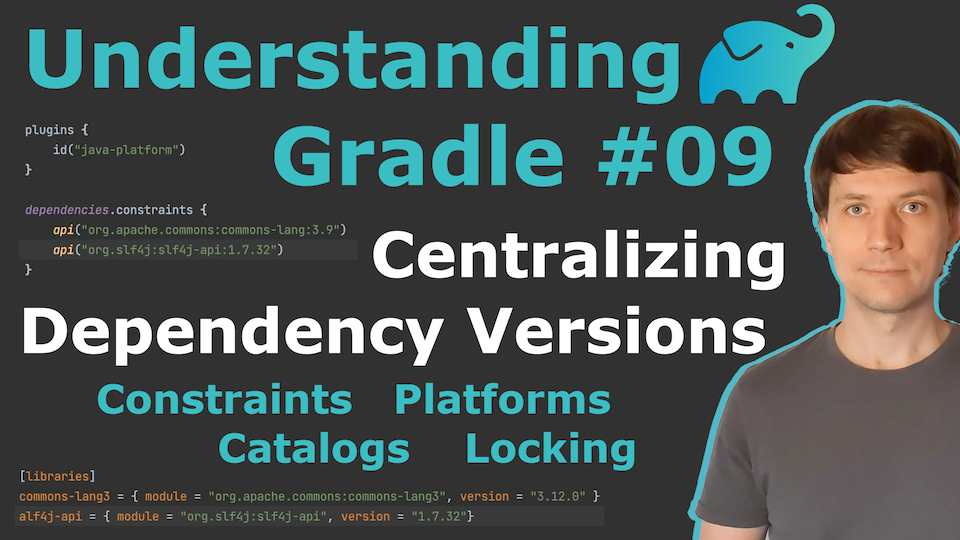 Understanding
Gradle #09
plugins {
id("java-platform")
}
dependencies.constraints {
api("org.apache.commons:commons-lang:3.9")
api("org.slf4j:slf4j-api:1.7.32")
}
Centralizing
Dependency Versions
Constraints Platforms
Catalogs Locking
[libraries]
commons-lang3 = { module = "org.apache.commons:commons-lang3", version = "3.12.0" }
alf4j-api = { module = "org.slf4j:slf4j-api", version = "1.7.32"}